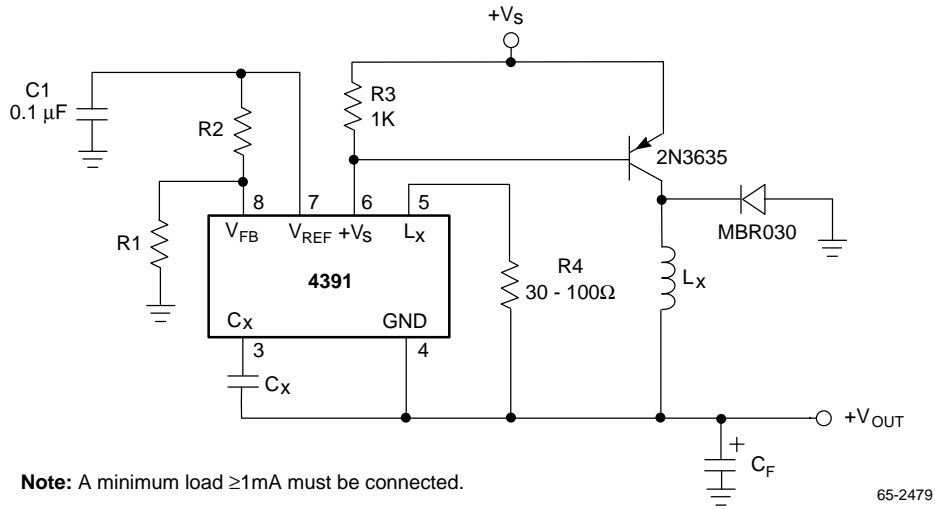 +VS
C1
0.1 μF
R2
R3
1K
2N3635
8 7 6 5
VFB VREF +VS LX
R1
MBR030
4391
R4
30 - 100Ω
LX
CX GND
3 4
CX
+VOUT
+
CF
Note: A minimum load ≥1mA must be connected.
65-2479